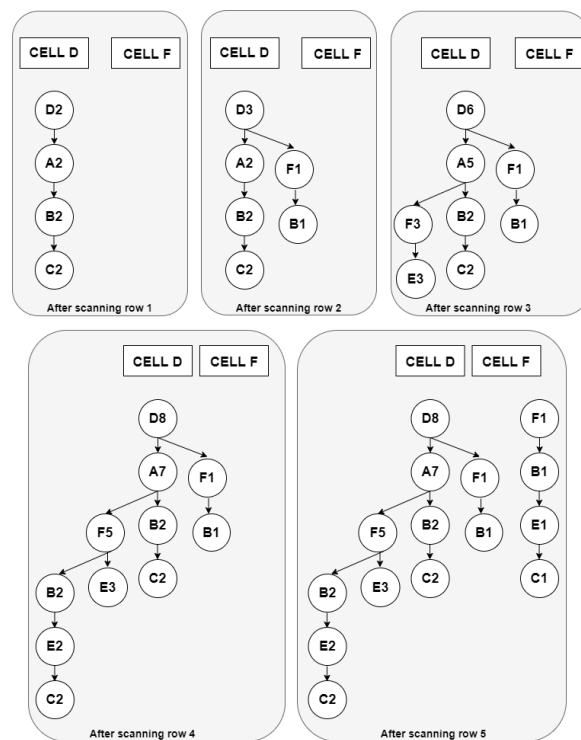 CELL D CELL F
D2
A2
B2
C2
After scanning row 1
CELL D CELL F
D3
A2 F1
B2 B1
C2
After scanning row 2
CELL D CELL F
D6
A5 F1
F3 B2 B1
E3 C2
After scanning row 3
CELL D CELL F
D8
A7 F1
F5 B2 B1
B2 E3 C2
E2
C2
After scanning row 4
CELL D CELL F
D8 F1
A7 F1 B1
F5 B2 B1 E1
B2 E3 C2 C1
E2
C2
After scanning row 5